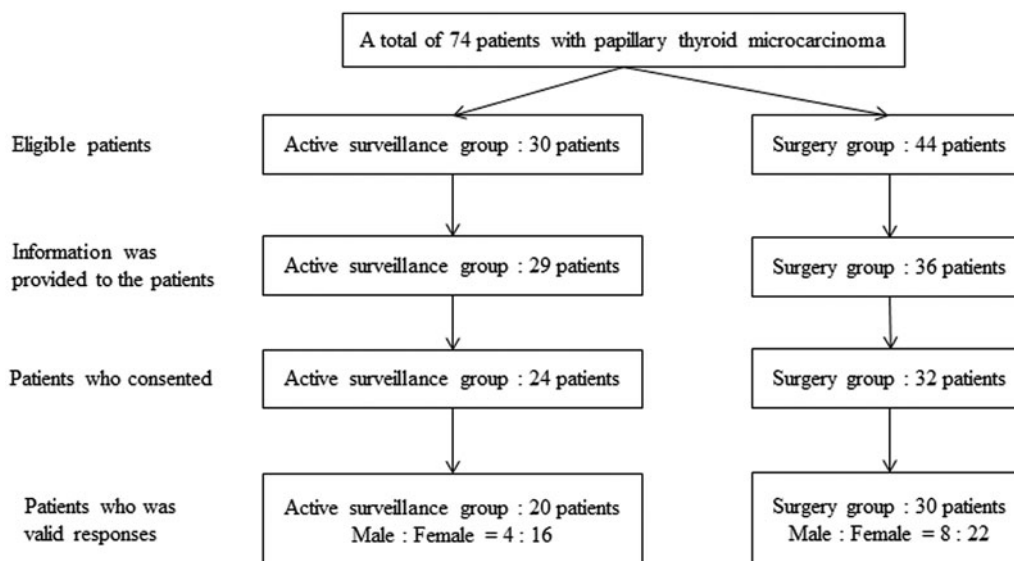 A total of 74 patients with papillary thyroid microcarcinoma
Eligible patients
Active surveillance group : 30 patients
Surgery group : 44 patients
Information was
provided to the patients
Active surveillance group : 29 patients
Surgery group : 36 patients
Patients who consented
Active surveillance group : 24 patients
Surgery group : 32 patients
Patients who was
valid responses
Active surveillance group : 20 patients
Male : Female = 4 : 16
Surgery group : 30 patients
Male : Female = 8 : 22